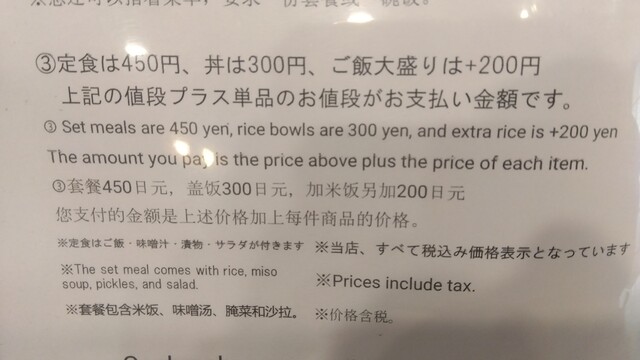 ③定食は450円、丼は300円、ご飯大盛りは+200円
上記の値段プラス単品のお値段がお支払い金額です。
③ Set meals are 450 yen, rice bowls are 300 yen, and extra rice is +200 yen
The amount you pay is the price above plus the price of each item.
③套餐450日元，盖饭300日元，加米饭另加200日元
您支付的金额是上述价格加上每件商品的价格。
※定食はご飯・味噌汁・漬物・サラダが付きます
※The set meal comes with rice, miso
soup, pickles, and salad.
※套餐包含米饭、味噌汤、腌菜和沙拉。
※当店、すべて税込み価格表示となっています
※Prices include tax.
※价格含税。